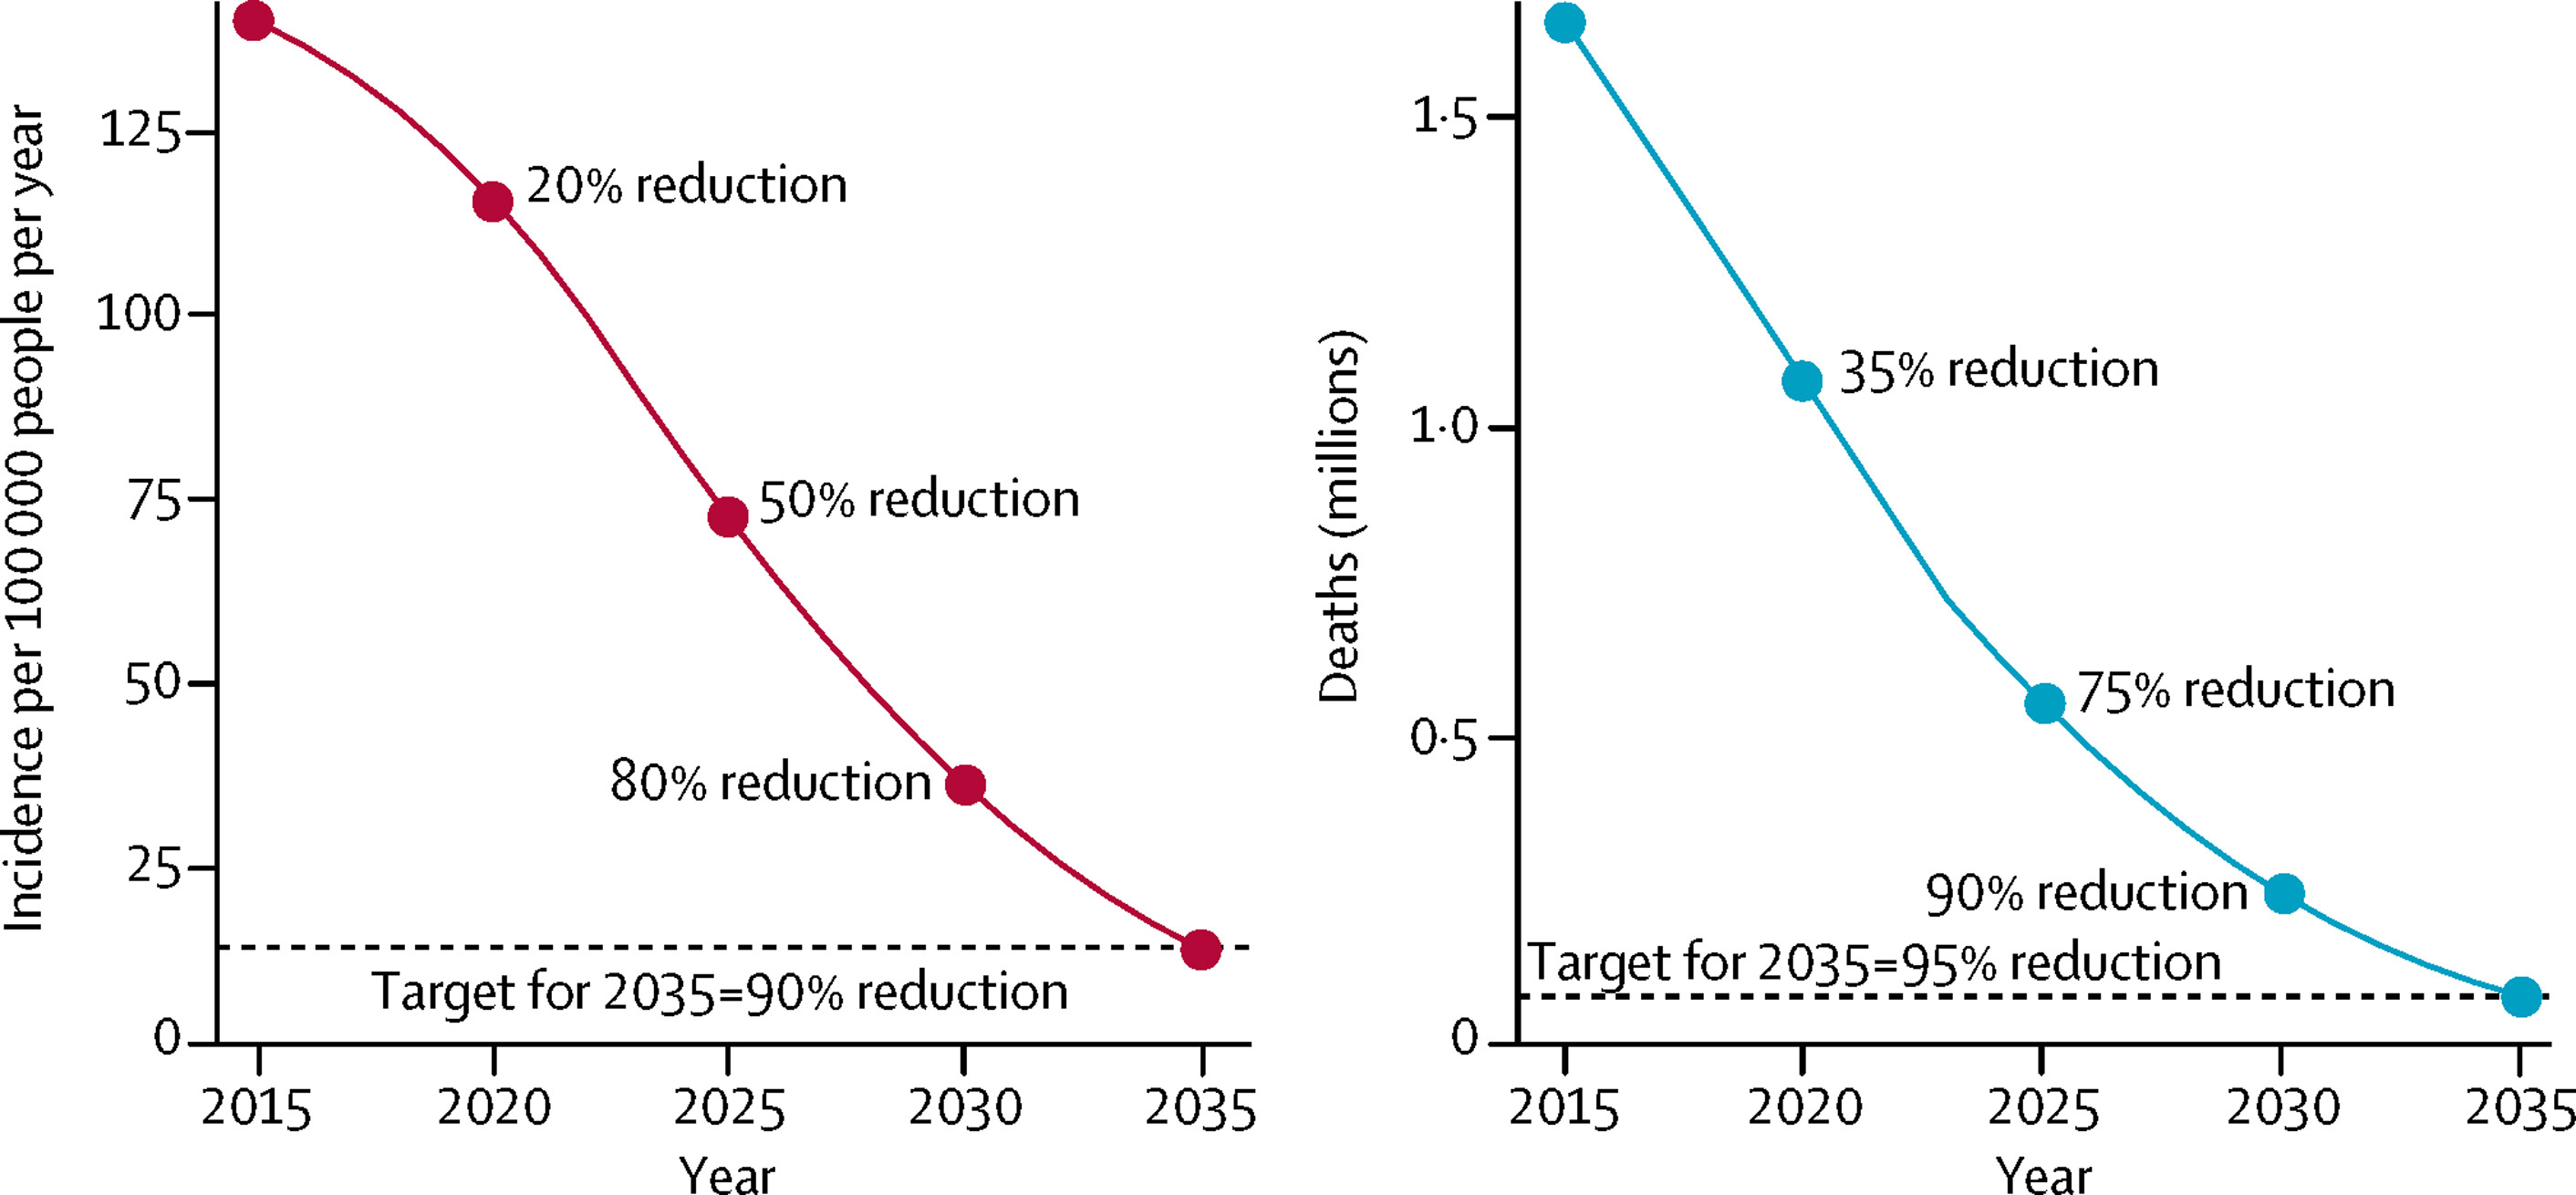 Incidence per 100 000 people per year
125
100
75
50
25
0
20% reduction
50% reduction
80% reduction
Target for 2035=90% reduction
2015
2020
2025
2030
2035
Year
Deaths (millions)
1·5
1·0
0·5
0
35% reduction
75% reduction
90% reduction
Target for 2035=95% reduction
2015
2020
2025
2030
2035
Year